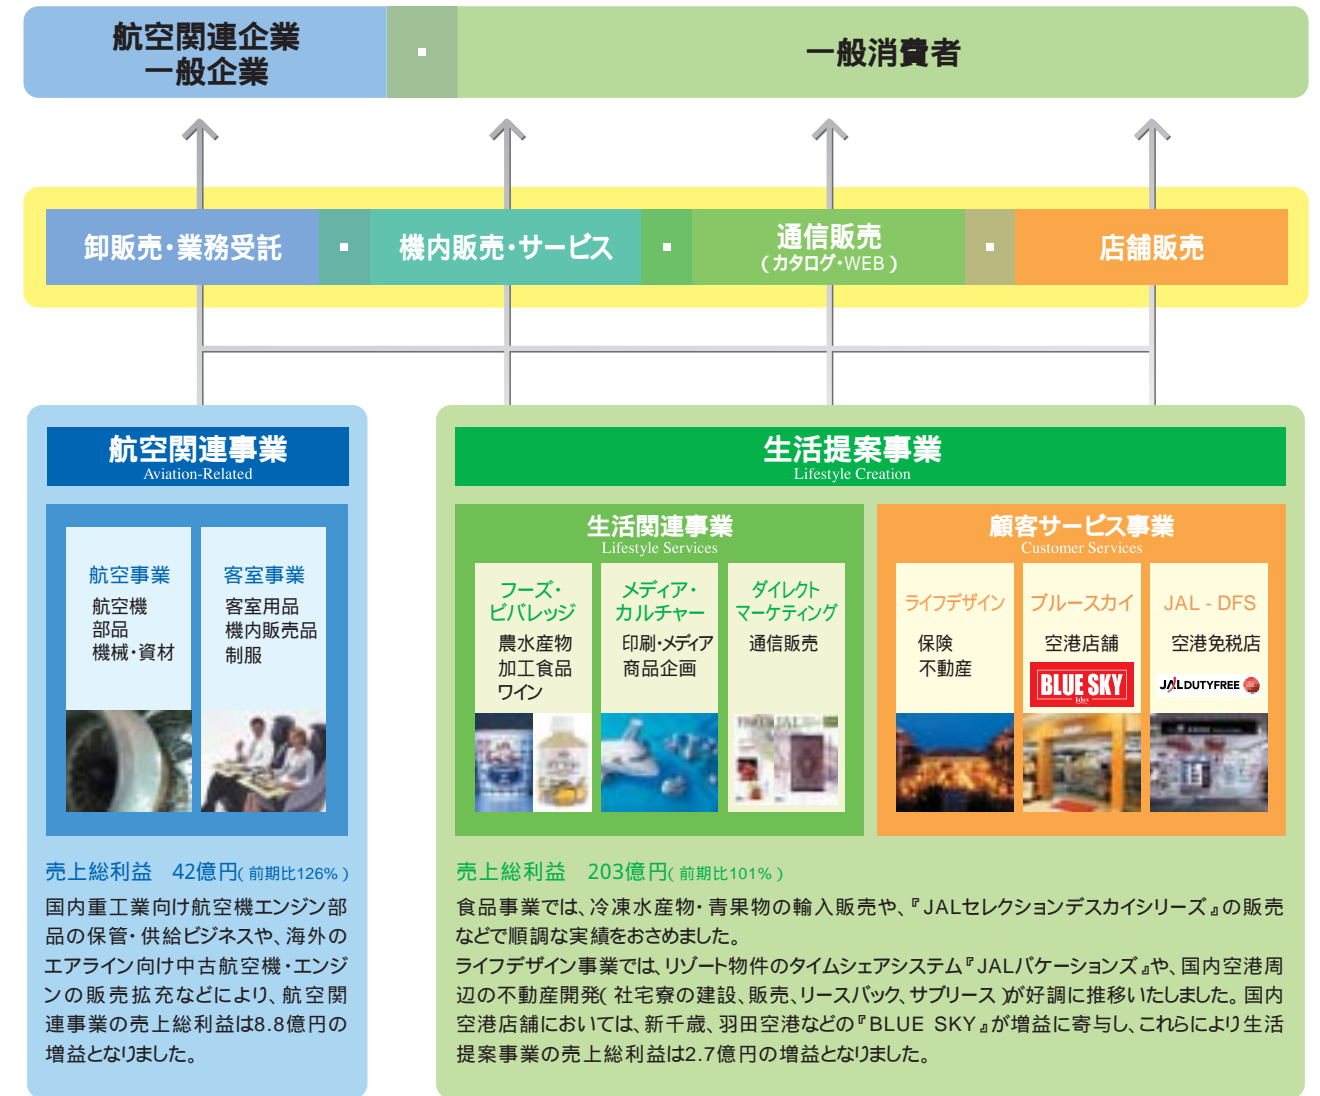 航空関連企業
一般企業
一般消費者
卸販売・業務受託
機内販売・サービス
通信販売
（カタログ・WEB）
店舗販売
航空関連事業
Aviation-Related
航空事業
航空機
部品
機械・資材
客室事業
客室用品
機内販売品
制服
売上総利益　42億円（前期比126%）
国内重工業向け航空機エンジン部
品の保管・供給ビジネスや、海外の
エアライン向け中古航空機・エンジ
ンの販売拡充などにより、航空関
連事業の売上総利益は8.8億円の
増益となりました。
生活提案事業
Lifestyle Creation
生活関連事業
Lifestyle Services
フーズ・
ビバレッジ
農水産物
加工食品
ワイン
メディア・
カルチャー
印刷・メディア
商品企画
ダイレクト
マーケティング
通信販売
顧客サービス事業
Customer Services
ライフデザイン
保険
不動産
ブルースカイ
空港店舗
BLUE SKY
JAL - DFS
空港免税店
JAL DUTYFREE
売上総利益　203億円（前期比101%）
食品事業では、冷凍水産物・青果物の輸入販売や、『JALセレクションデスカイシリーズ』の販売
などで順調な実績をおさめました。
ライフデザイン事業では、リゾート物件のタイムシェアシステム『JALバケーションズ』や、国内空港周
辺の不動産開発（社宅寮の建設、販売、リースバック、サブリース）が好調に推移いたしました。国内
空港店舗においては、新千歳、羽田空港などの『BLUE SKY』が増益に寄与し、これらにより生活
提案事業の売上総利益は2.7億円の増益となりました。